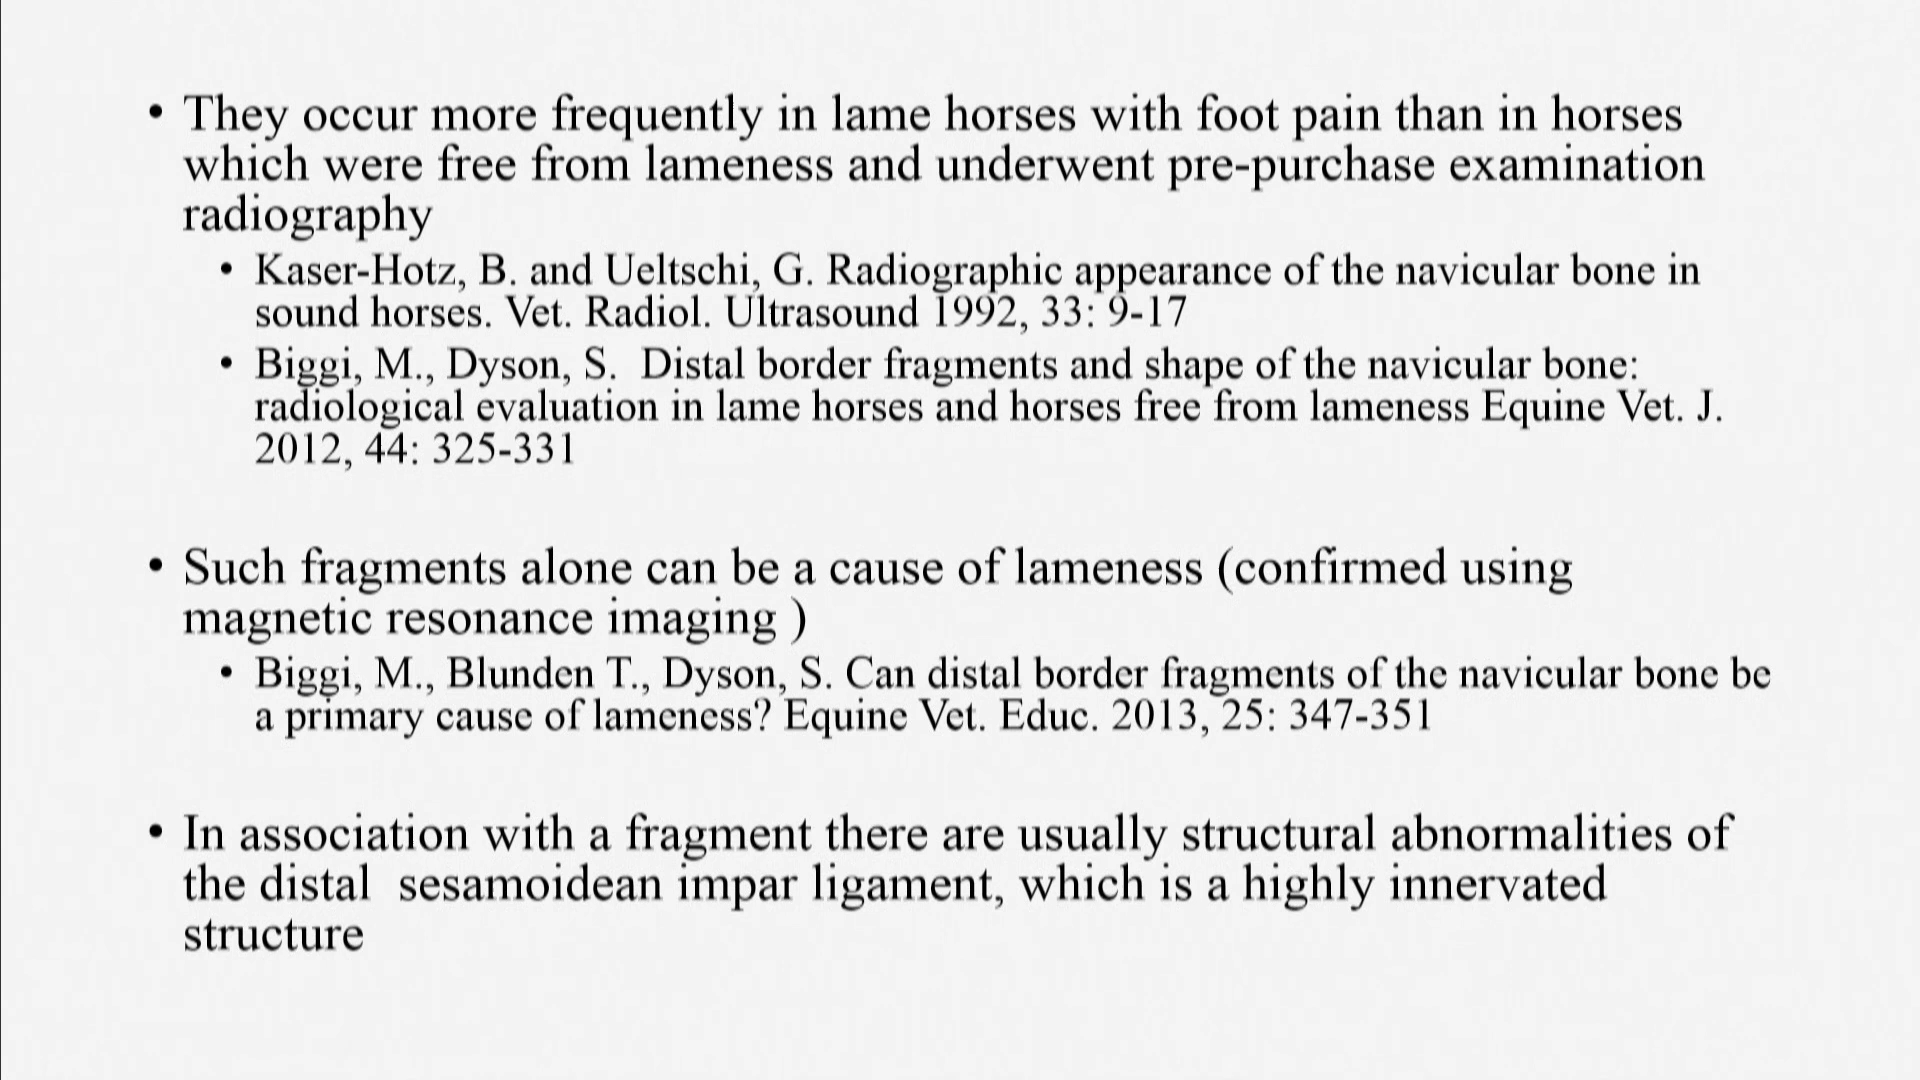 • They occur more frequently in lame horses with foot pain than in horses
which were free from lameness and underwent pre-purchase examination
radiography
• Kaser-Hotz, B. and Ueltschi, G. Radiographic appearance of the navicular bone in
sound horses. Vet. Radiol. Ultrasound 1992, 33: 9-17
• Biggi, M., Dyson, S.  Distal border fragments and shape of the navicular bone:
radiological evaluation in lame horses and horses free from lameness Equine Vet. J.
2012, 44: 325-331
• Such fragments alone can be a cause of lameness (confirmed using
magnetic resonance imaging )
• Biggi, M., Blunden T., Dyson, S. Can distal border fragments of the navicular bone be
a primary cause of lameness? Equine Vet. Educ. 2013, 25: 347-351
• In association with a fragment there are usually structural abnormalities of
the distal  sesamoidean impar ligament, which is a highly innervated
structure